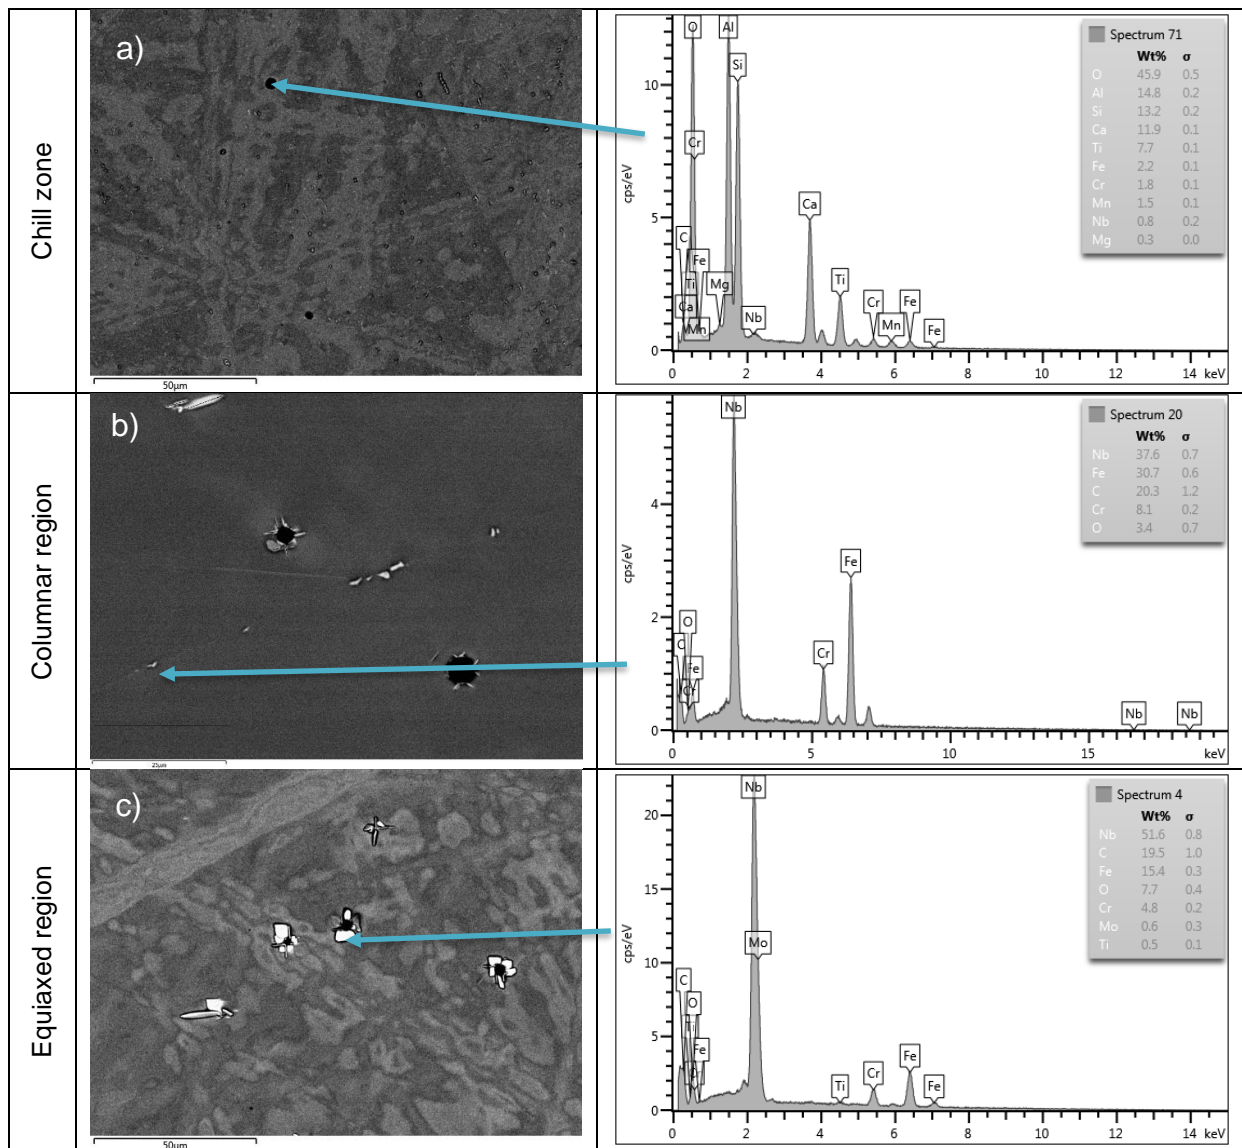 Chill zone
a)
50µm
O
Al
Si
Cr
Ca
C
Fe
Ti
Mg
Ca
Mn
Nb
Ti
Cr
Mn
Fe
Fe
cps/eV
10
5
0
0 2 4 6 8 10 12 14 keV
Spectrum 71
Wt% σ
O 45.9 0.5
Al 14.8 0.2
Si 13.2 0.2
Ca 11.9 0.1
Ti 7.7 0.1
Fe 2.2 0.1
Cr 1.8 0.1
Mn 1.5 0.1
Nb 0.8 0.2
Mg 0.3 0.0
Columnar region
b)
25µm
Nb
Fe
O
C
Fe
Cr
Cr
Nb
Nb
cps/eV
4
2
0
0 5 10 15 keV
Spectrum 20
Wt% σ
Nb 37.6 0.7
Fe 30.7 0.6
C 20.3 1.2
Cr 8.1 0.2
O 3.4 0.7
Equiaxed region
c)
50µm
Nb
Mo
C
O
Fe
Ti
Cr
Fe
Fe
cps/eV
20
15
10
5
0
0 2 4 6 8 10 12 14 keV
Spectrum 4
Wt% σ
Nb 51.6 0.8
C 19.5 1.0
Fe 15.4 0.3
O 7.7 0.4
Cr 4.8 0.2
Mo 0.6 0.3
Ti 0.5 0.1